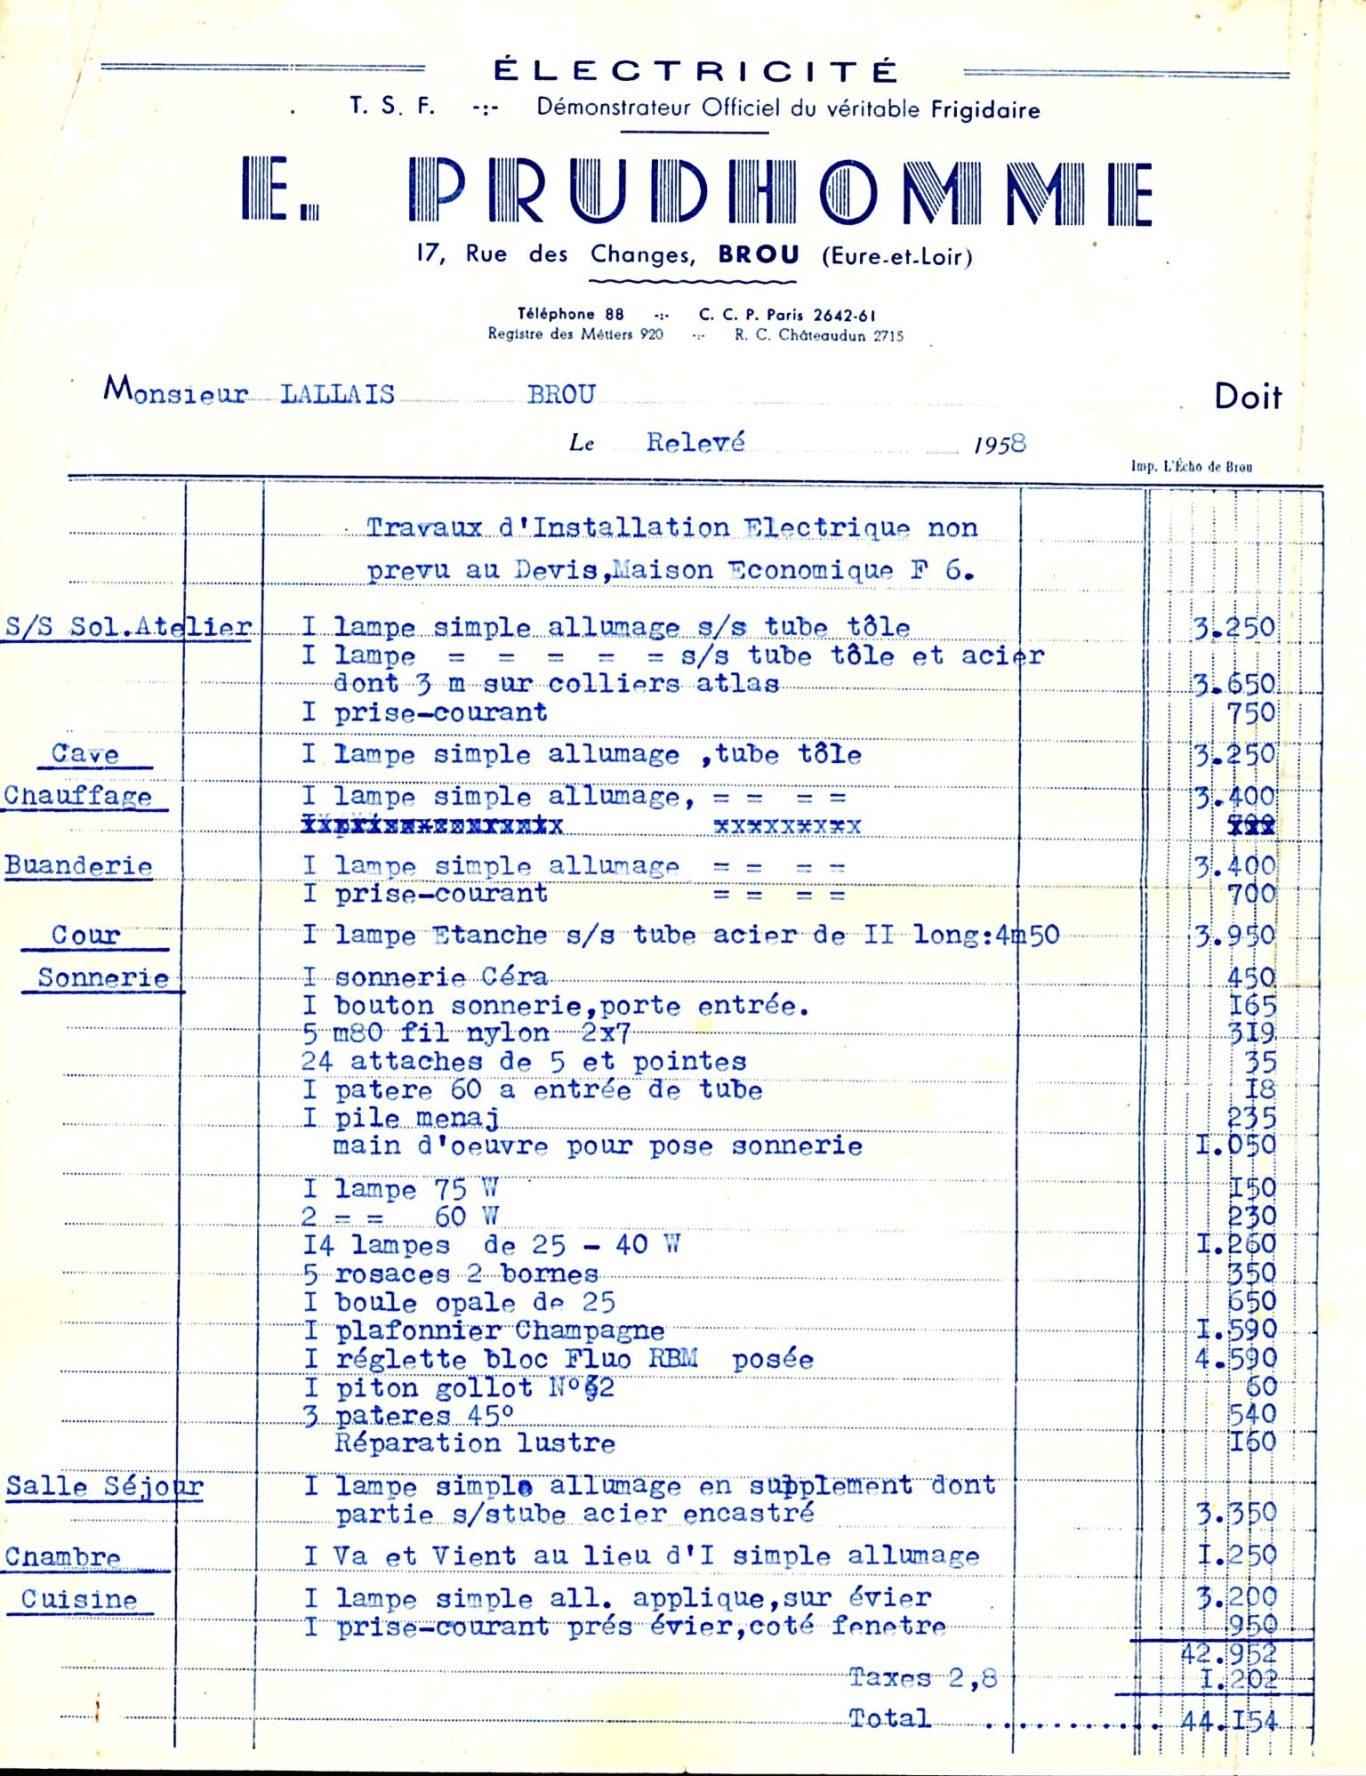 ÉLECTRICITÉ
T. S. F. -:- Démonstrateur Officiel du véritable Frigidaire
E. PRUDHOMME
17, Rue des Changes, BROU (Eure-et-Loir)
Téléphone 88 -:- C. C. P. Paris 2642-61
Registre des Métiers 920 -:- R. C. Châteaudun 2715
Monsieur LALLAIS BROU Doit
Le Relevé 1958
Imp. L'Écho de Brou
Travaux d'Installation Electrique non
prevu au Devis,Maison Economique F 6.
S/S Sol.Atelier I lampe simple allumage s/s tube tôle 3.250
I lampe = = = = = s/s tube tôle et acier
dont 3 m sur colliers atlas 3.650
I prise-courant 750
Cave I lampe simple allumage ,tube tôle 3.250
Chauffage I lampe simple allumage, = = = = 3.400
Buanderie I lampe simple allumage = = = = 3.400
I prise-courant = = = = 700
Cour I lampe Etanche s/s tube acier de II long:4m50 3.950
Sonnerie I sonnerie Céra 450
I bouton sonnerie,porte entrée. I65
5 m80 fil nylon 2x7 3I9
24 attaches de 5 et pointes 35
I patere 60 a entrée de tube I8
I pile menaj 235
main d'oeuvre pour pose sonnerie I.050
I lampe 75 W I50
2 = = 60 W 230
I4 lampes de 25 - 40 W I.260
5 rosaces 2 bornes 350
I boule opale de 25 650
I plafonnier Champagne I.590
I réglette bloc Fluo RBM posée 4.590
I piton gollot N° 2 60
3 pateres 45° 540
Réparation lustre I60
Salle Séjour I lampe simple allumage en supplement dont
partie s/stube acier encastré 3.350
Cnambre I Va et Vient au lieu d'I simple allumage I.250
Cuisine I lampe simple all. applique,sur évier 3.200
I prise-courant prés évier,coté fenetre 950
42.952
Taxes 2,8 I.202
Total ........... 44.I54